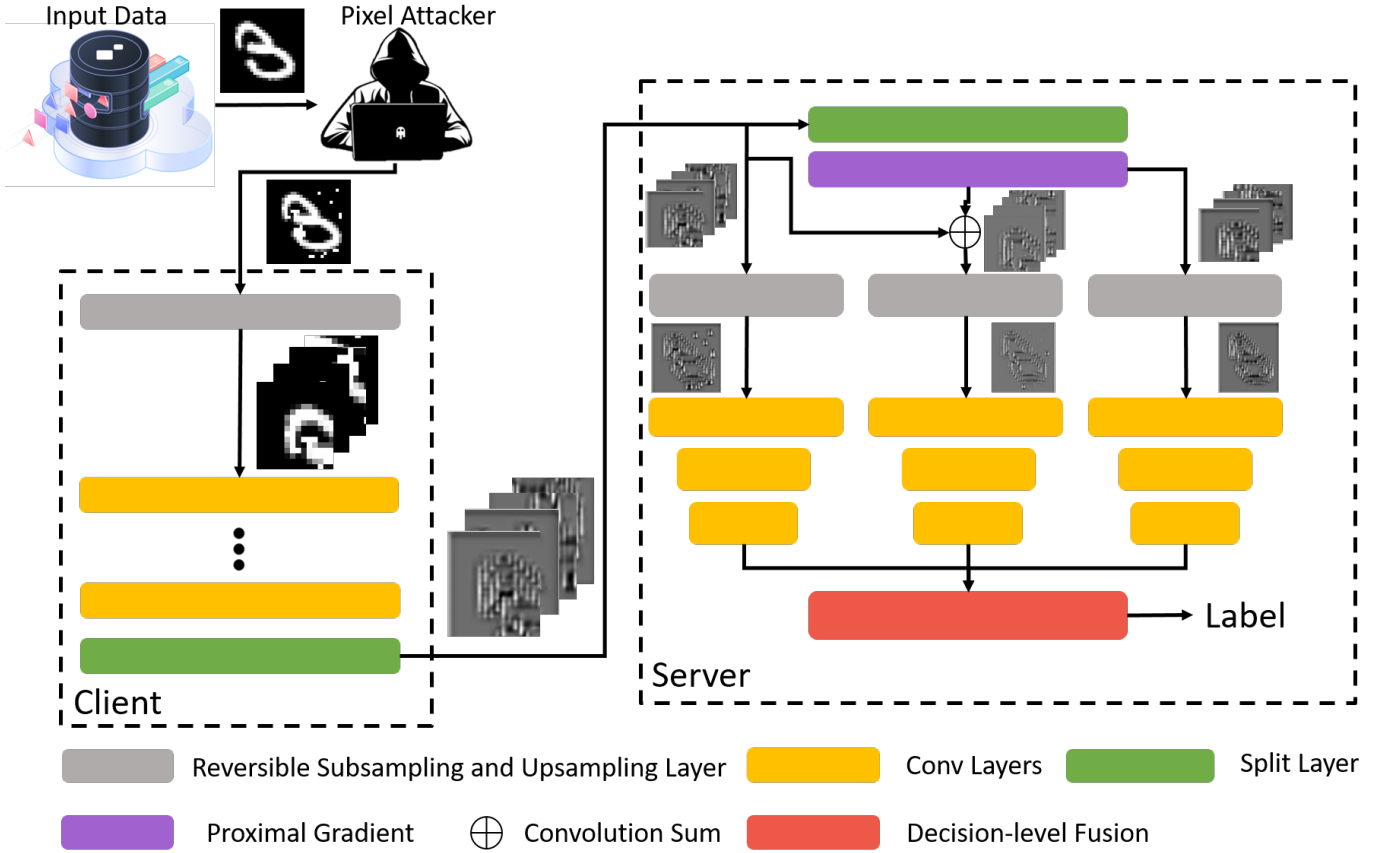 Input Data
Pixel Attacker
Client
Server
Label
Reversible Subsampling and Upsampling Layer
Conv Layers
Split Layer
Proximal Gradient
Convolution Sum
Decision-level Fusion